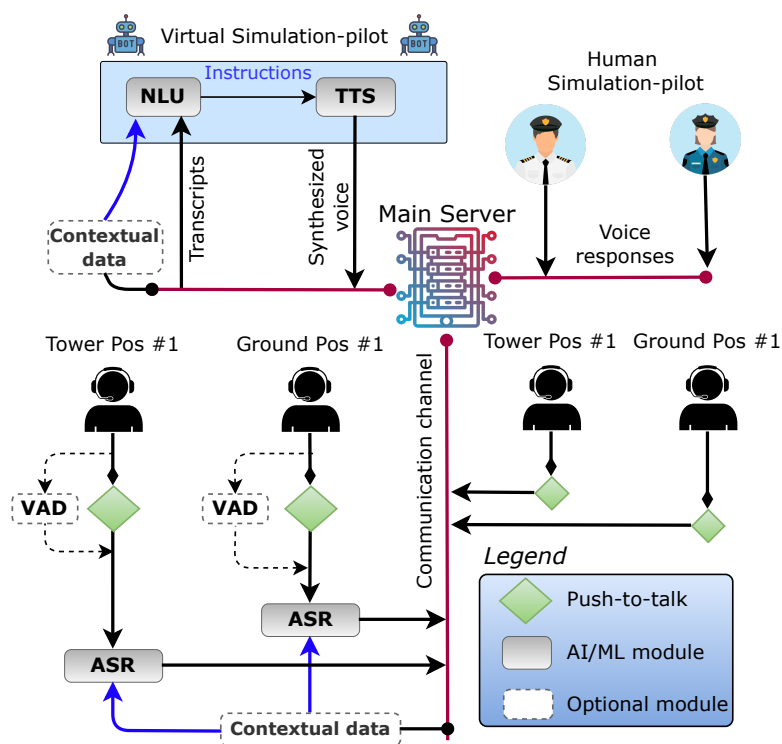 Virtual Simulation-pilot
BOT
BOT
Instructions
NLU
TTS
Human
Simulation-pilot
Contextual
data
Transcripts
Synthesized
voice
Main Server
Voice
responses
Tower Pos #1
Ground Pos #1
Tower Pos #1
Ground Pos #1
Communication channel
VAD
VAD
ASR
ASR
Contextual data
Legend
Push-to-talk
AI/ML module
Optional module